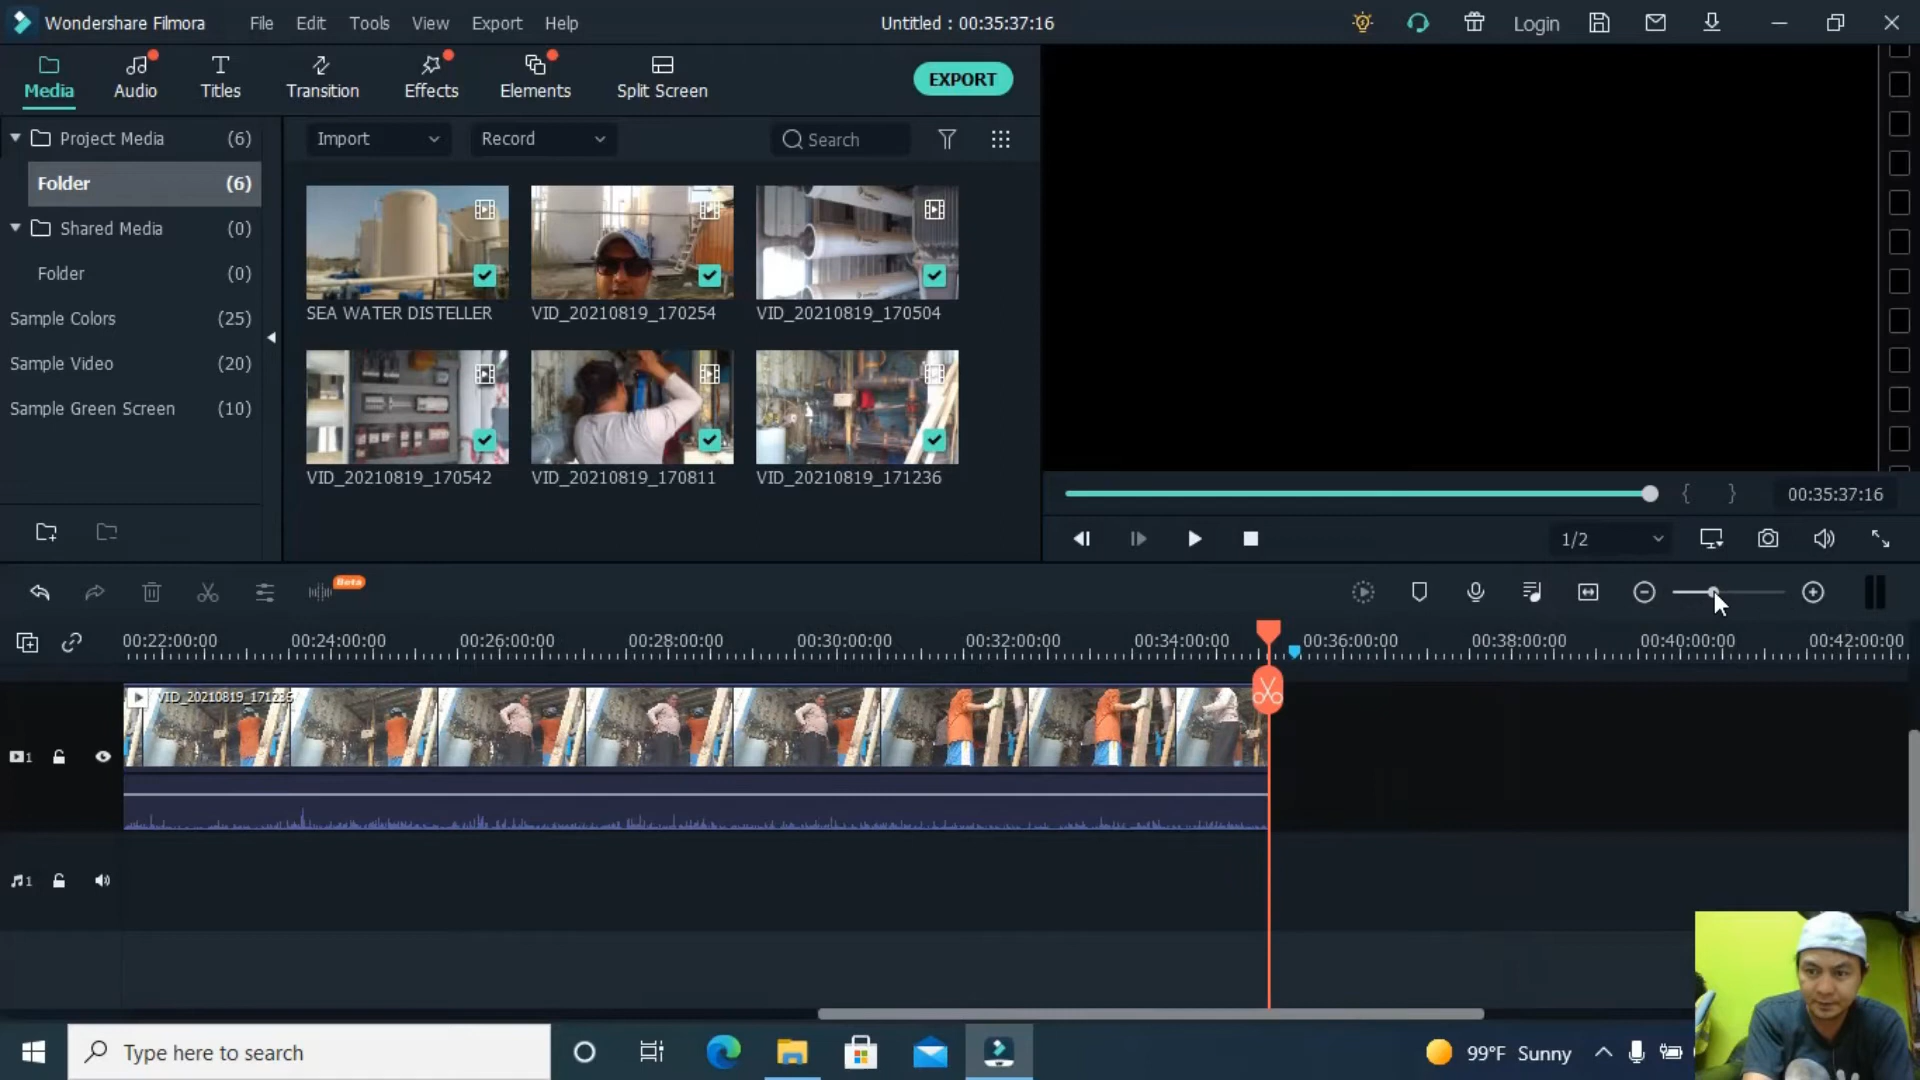 Wondershare Filmora File Edit Tools View Export Help Untitled : 00:35:37:16 Login
Media Audio Titles Transition Effects Elements Split Screen EXPORT
Project Media (6) Import Record Search
Folder (6)
Shared Media (0)
Folder (0)
Sample Colors (25)
Sample Video (20)
Sample Green Screen (10)
SEA WATER DISTELLER VID_20210819_170254 VID_20210819_170504
VID_20210819_170542 VID_20210819_170811 VID_20210819_171236
00:35:37:16
1/2
Beta
00:22:00:00 00:24:00:00 00:26:00:00 00:28:00:00 00:30:00:00 00:32:00:00 00:34:00:00 00:36:00:00 00:38:00:00 00:40:00:00 00:42:00:00
VID_20210819_171236
1
1
Type here to search 99°F Sunny